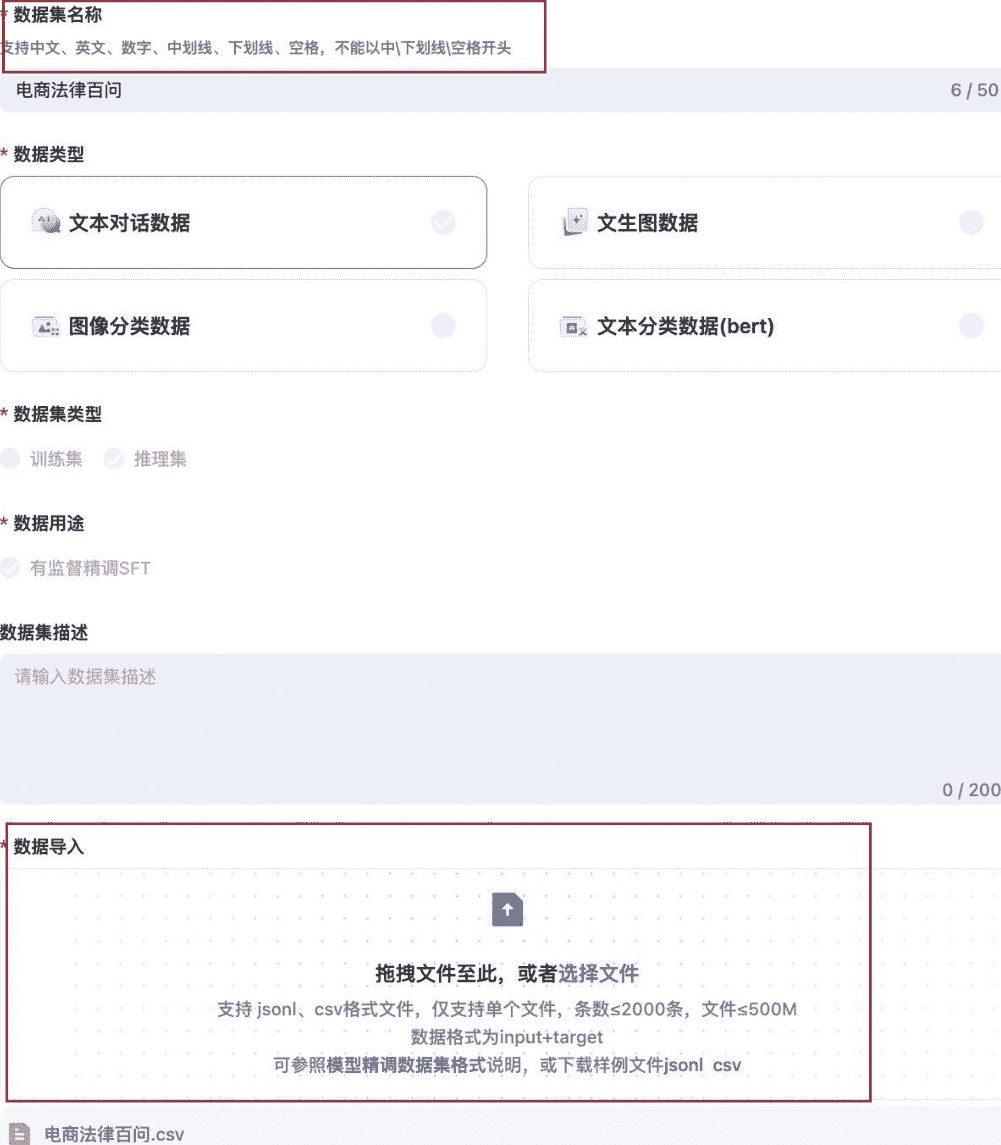 * 数据集名称
支持中文、英文、数字、中划线、下划线、空格，不能以中\下划线\空格开头
电商法律百问 6 / 50
* 数据类型
文本对话数据 文生图数据
图像分类数据 文本分类数据(bert)
* 数据集类型
训练集 推理集
* 数据用途
有监督精调SFT
数据集描述
请输入数据集描述
0 / 200
* 数据导入
拖拽文件至此，或者选择文件
支持 jsonl、csv格式文件，仅支持单个文件，条数≤2000条，文件≤500M
数据格式为input+target
可参照模型精调数据集格式说明，或下载样例文件jsonl csv
电商法律百问.csv